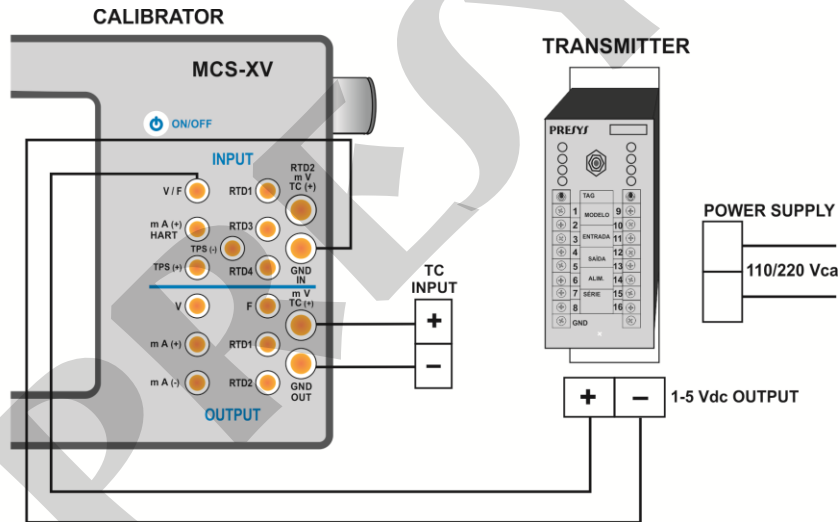 CALIBRATOR
MCS-XV
ON/OFF
INPUT
V / F
RTD1
RTD2
m V
TC (+)
m A (+)
HART
RTD3
TPS (-)
TPS (+)
RTD4
GND
IN
V
F
m V
TC (+)
m A (+)
RTD1
m A (-)
RTD2
GND
OUT
OUTPUT
TC
INPUT
+
−
TRANSMITTER
PRESYS
TAG
1 MODELO 9
2 10
3 ENTRADA 11
4 12
5 SAÍDA 13
6 ALIM. 14
7 SÉRIE 15
8 16
GND
POWER SUPPLY
110/220 Vca
+ − 1-5 Vdc OUTPUT
PRESYS